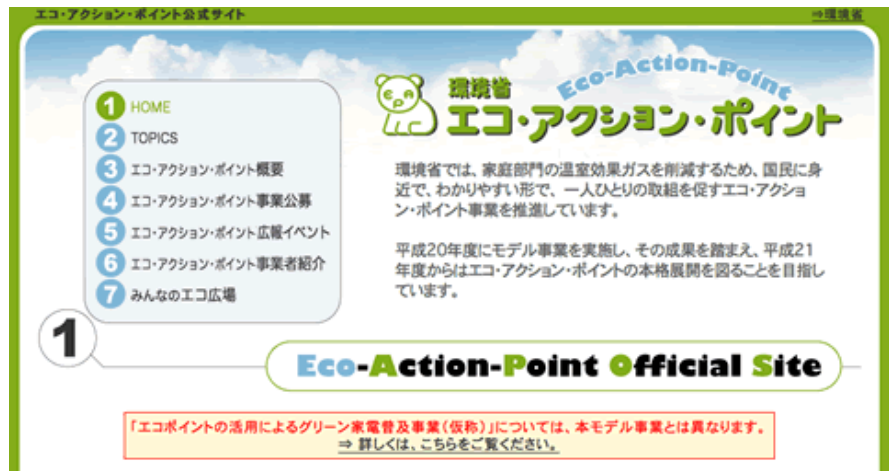 エコ・アクション・ポイント公式サイト
⇒環境省
1 HOME
2 TOPICS
3 エコ・アクション・ポイント概要
4 エコ・アクション・ポイント事業公募
5 エコ・アクション・ポイント広報イベント
6 エコ・アクション・ポイント事業者紹介
7 みんなのエコ広場
Eco-Action-Point
環境省
エコ・アクション・ポイント
環境省では、家庭部門の温室効果ガスを削減するため、国民に身
近で、わかりやすい形で、一人ひとりの取組を促すエコ・アクショ
ン・ポイント事業を推進しています。
平成20年度にモデル事業を実施し、その成果を踏まえ、平成21
年度からはエコ・アクション・ポイントの本格展開を図ることを目指し
ています。
1
Eco-Action-Point Official Site
「エコポイントの活用によるグリーン家電普及事業(仮称)」については、本モデル事業とは異なります。
⇒ 詳しくは、こちらをご覧ください。